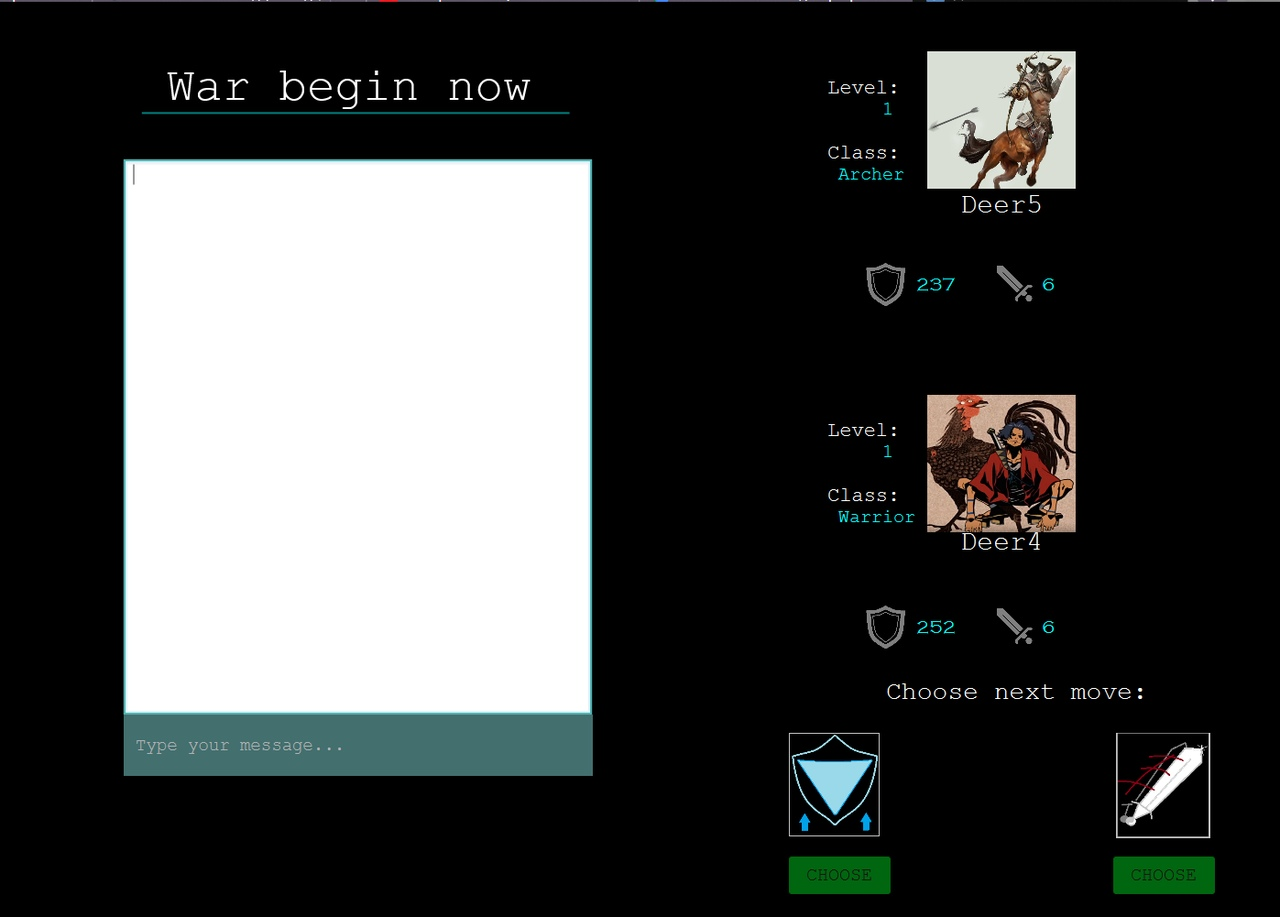 War begin now
Type your message...
Level:
1
Class:
Archer
Deer5
237
6
Level:
1
Class:
Warrior
Deer4
252
6
Choose next move:
CHOOSE
CHOOSE